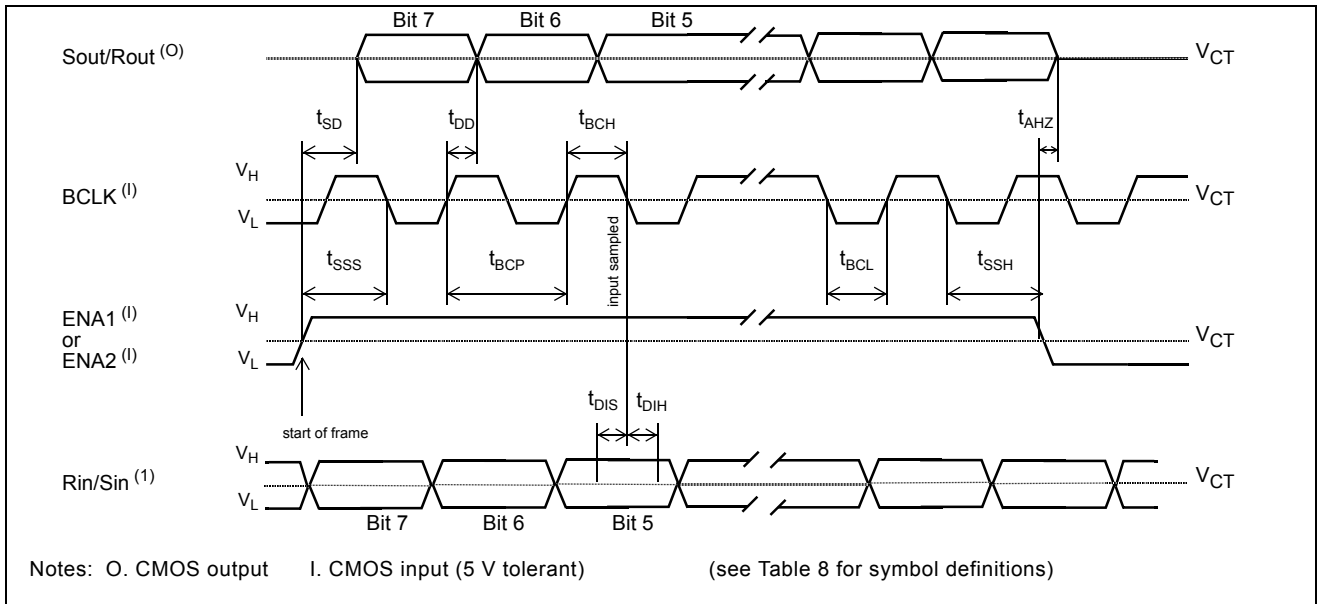 Bit 7 Bit 6 Bit 5
Sout/Rout (O) VCT
tSD tDD tBCH tAHZ
VH
BCLK (I) VCT
VL
tSSS tBCP input sampled tBCL tSSH
ENA1 (I) VH
or VCT
ENA2 (I) VL
tDIS tDIH
start of frame
VH
Rin/Sin (1) VCT
VL
Bit 7 Bit 6 Bit 5
Notes: O. CMOS output I. CMOS input (5 V tolerant) (see Table 8 for symbol definitions)